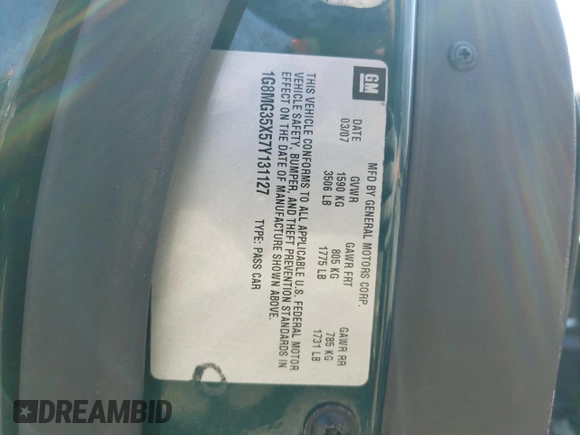 GM
MFD BY GENERAL MOTORS CORP.
DATE GVWR GAWR FRT GAWR RR
03/07 1590 KG 805 KG 785 KG
3506 LB 1775 LB 1731 LB
THIS VEHICLE CONFORMS TO ALL APPLICABLE U.S. FEDERAL MOTOR
VEHICLE SAFETY, BUMPER, AND THEFT PREVENTION STANDARDS IN
EFFECT ON THE DATE OF MANUFACTURE SHOWN ABOVE.
1G8MG35X57Y131127 TYPE: PASS CAR
DREAMBID